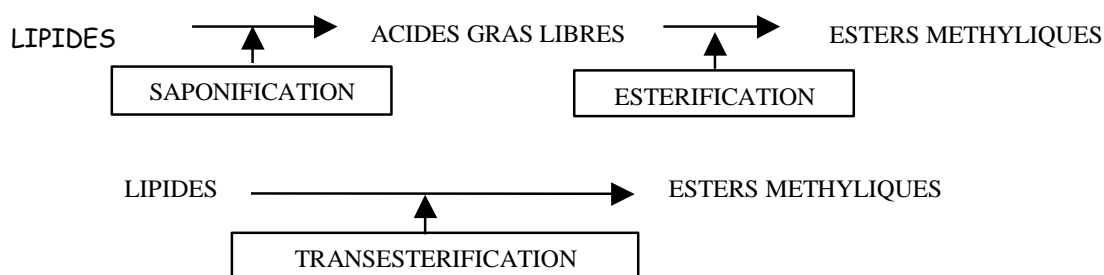 LIPIDES ACIDES GRAS LIBRES ESTERS METHYLIQUES
SAPONIFICATION ESTERIFICATION
LIPIDES ESTERS METHYLIQUES
TRANSESTERIFICATION